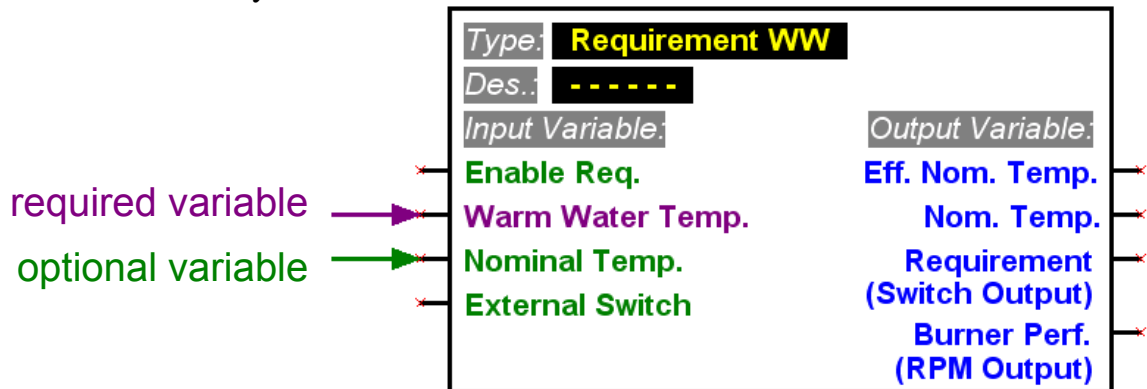 Type: Requirement WW
Des.: - - - - - -
Input Variable: Output Variable:
Enable Req. Eff. Nom. Temp.
required variable Warm Water Temp. Nom. Temp.
optional variable Nominal Temp. Requirement
(Switch Output)
External Switch
Burner Perf.
(RPM Output)